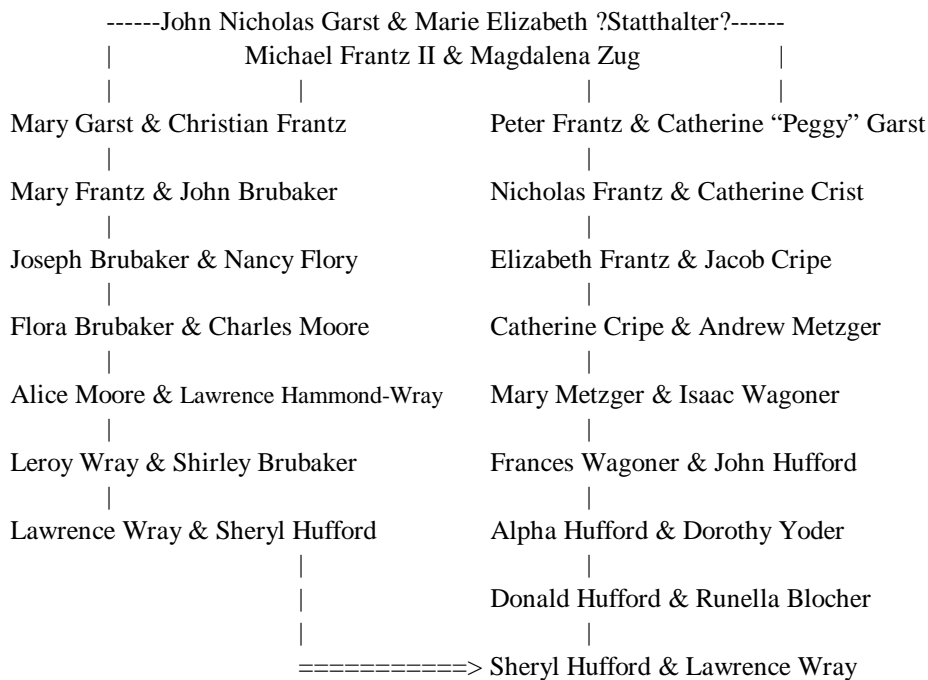 ------John Nicholas Garst & Marie Elizabeth ?Statthalter?------
| Michael Frantz II & Magdalena Zug |
| | | |
Mary Garst & Christian Frantz Peter Frantz & Catherine “Peggy” Garst
| |
Mary Frantz & John Brubaker Nicholas Frantz & Catherine Crist
| |
Joseph Brubaker & Nancy Flory Elizabeth Frantz & Jacob Cripe
| |
Flora Brubaker & Charles Moore Catherine Cripe & Andrew Metzger
| |
Alice Moore & Lawrence Hammond-Wray Mary Metzger & Isaac Wagoner
| |
Leroy Wray & Shirley Brubaker Frances Wagoner & John Hufford
| |
Lawrence Wray & Sheryl Hufford Alpha Hufford & Dorothy Yoder
| |
| Donald Hufford & Runella Blocher
| |
===========> Sheryl Hufford & Lawrence Wray